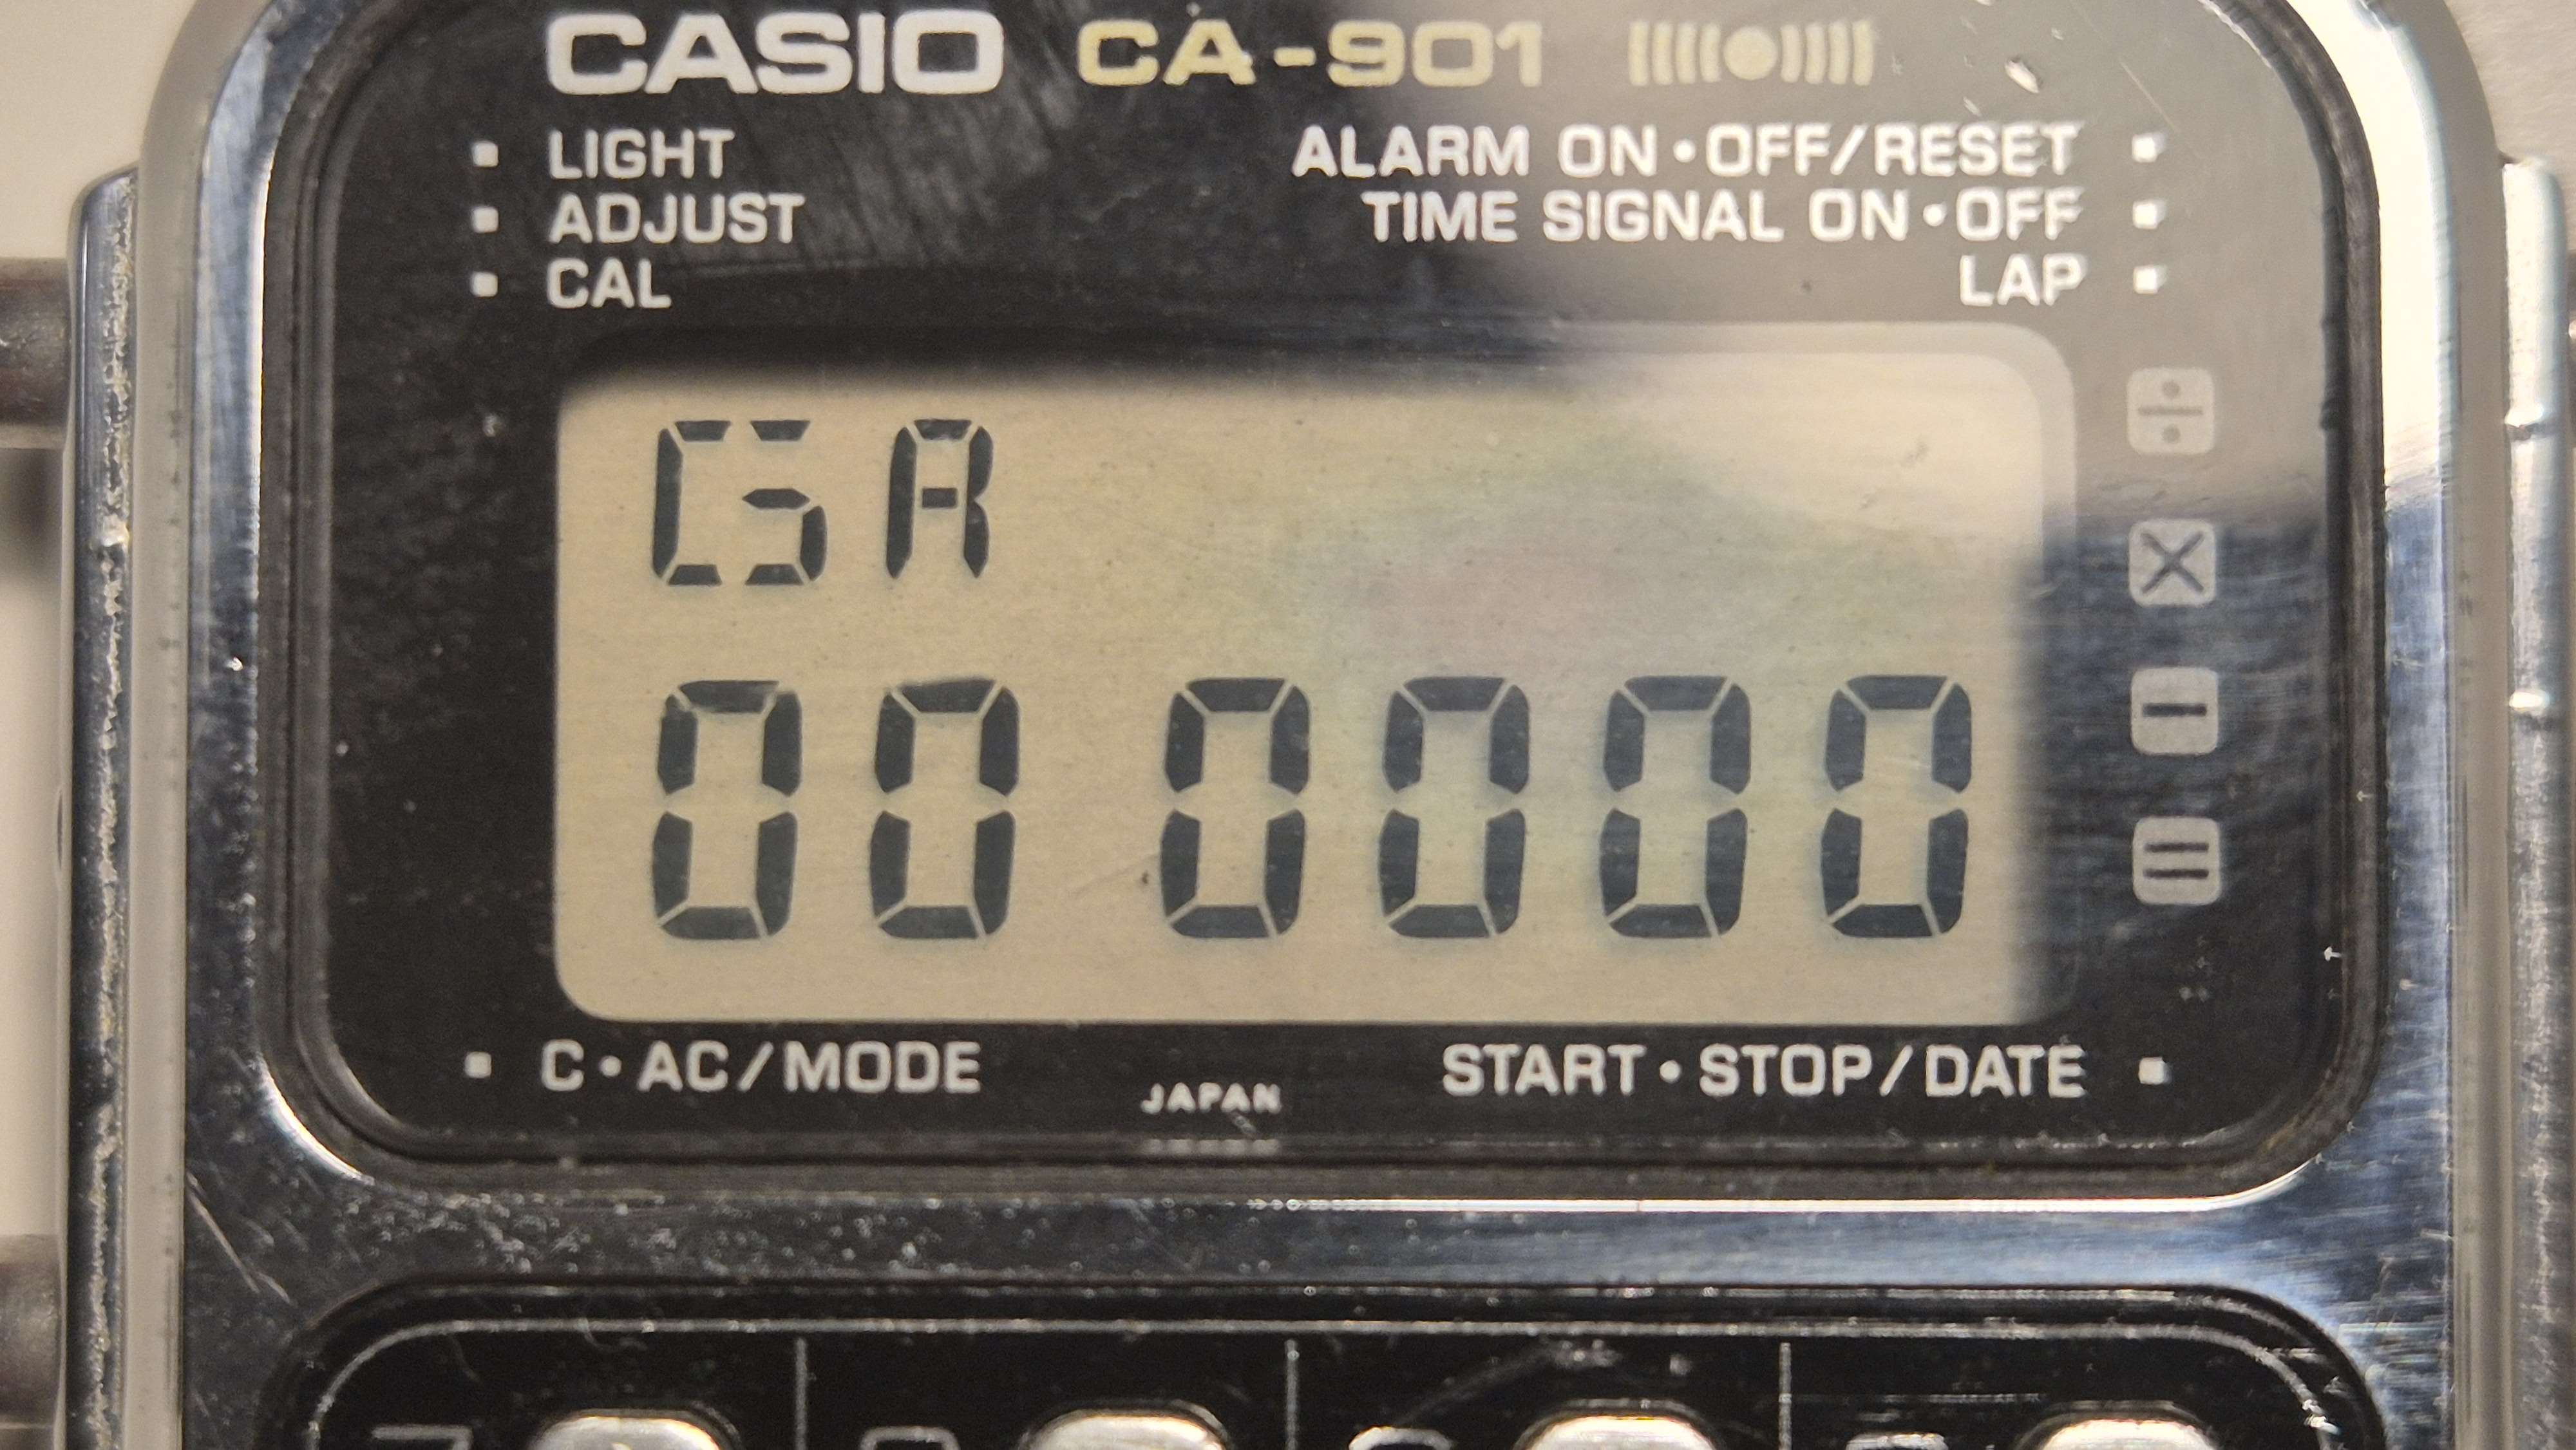 CASIO CA-901
LIGHT
ADJUST
CAL
ALARM ON•OFF/RESET
TIME SIGNAL ON•OFF
LAP
÷
×
−
=
00 0000
C•AC/MODE
START•STOP/DATE
JAPAN